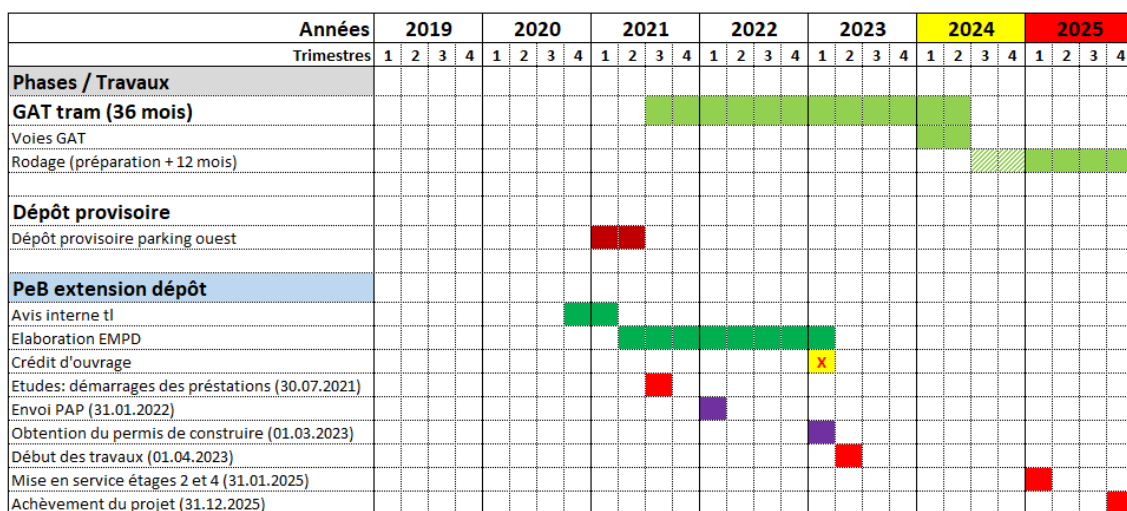 Années 2019 2020 2021 2022 2023 2024 2025
Trimestres 1 2 3 4 1 2 3 4 1 2 3 4 1 2 3 4 1 2 3 4 1 2 3 4 1 2 3 4
Phases / Travaux
GAT tram (36 mois)
Voies GAT
Rodage (préparation + 12 mois)
Dépôt provisoire
Dépôt provisoire parking ouest
PeB extension dépôt
Avis interne tl
Elaboration EMPD
Crédit d'ouvrage X
Etudes: démarrages des préstations (30.07.2021)
Envoi PAP (31.01.2022)
Obtention du permis de construire (01.03.2023)
Début des travaux (01.04.2023)
Mise en service étages 2 et 4 (31.01.2025)
Achèvement du projet (31.12.2025)